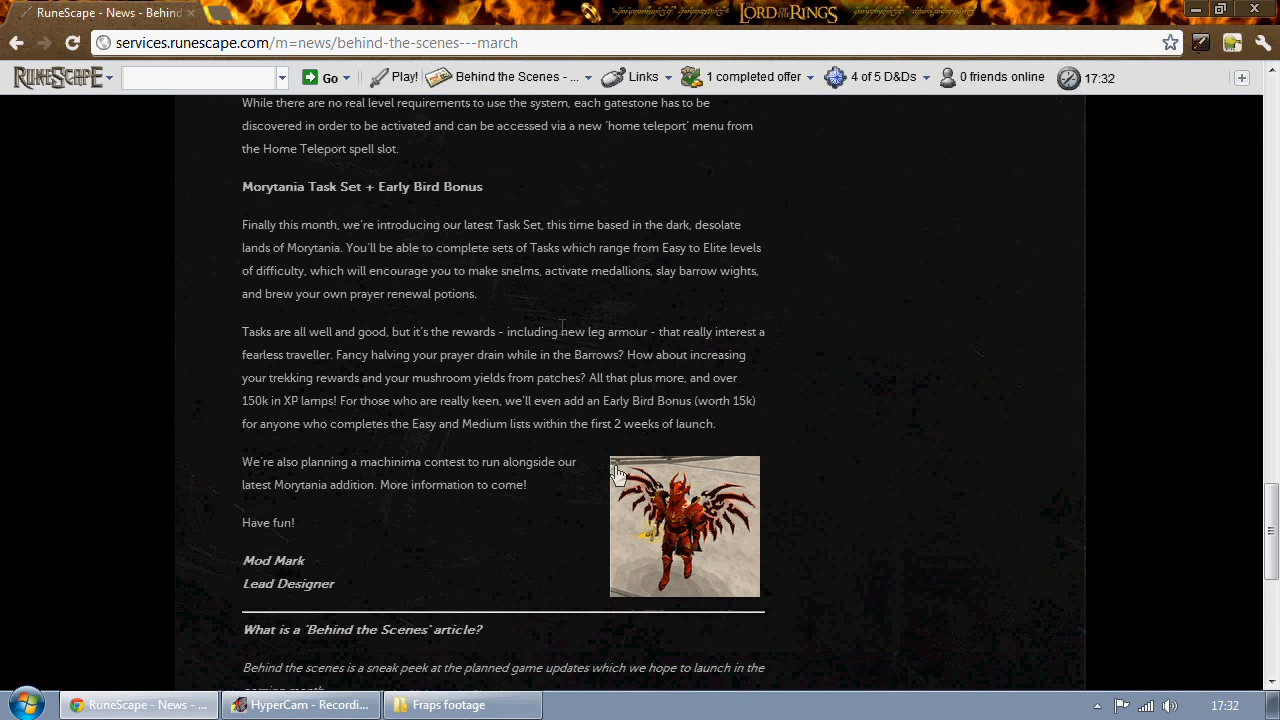 RuneScape - News - Behind
THE LORD OF THE RINGS
services.runescape.com/m=news/behind-the-scenes---march
RUNESCAPE
Go
Play!
Behind the Scenes - ...
Links
1 completed offer
4 of 5 D&Ds
0 friends online
17:32
While there are no real level requirements to use the system, each gatestone has to be
discovered in order to be activated and can be accessed via a new 'home teleport' menu from
the Home Teleport spell slot.
Morytania Task Set + Early Bird Bonus
Finally this month, we're introducing our latest Task Set, this time based in the dark, desolate
lands of Morytania. You'll be able to complete sets of Tasks which range from Easy to Elite levels
of difficulty, which will encourage you to make snelms, activate medallions, slay barrow wights,
and brew your own prayer renewal potions.
Tasks are all well and good, but it's the rewards - including new leg armour - that really interest a
fearless traveller. Fancy halving your prayer drain while in the Barrows? How about increasing
your trekking rewards and your mushroom yields from patches? All that plus more, and over
150k in XP lamps! For those who are really keen, we'll even add an Early Bird Bonus (worth 15k)
for anyone who completes the Easy and Medium lists within the first 2 weeks of launch.
We're also planning a machinima contest to run alongside our
latest Morytania addition. More information to come!
Have fun!
Mod Mark
Lead Designer
What is a 'Behind the Scenes' article?
Behind the scenes is a sneak peek at the planned game updates which we hope to launch in the
coming month.
RuneScape - News - ...
HyperCam - Recordi...
Fraps footage
17:32